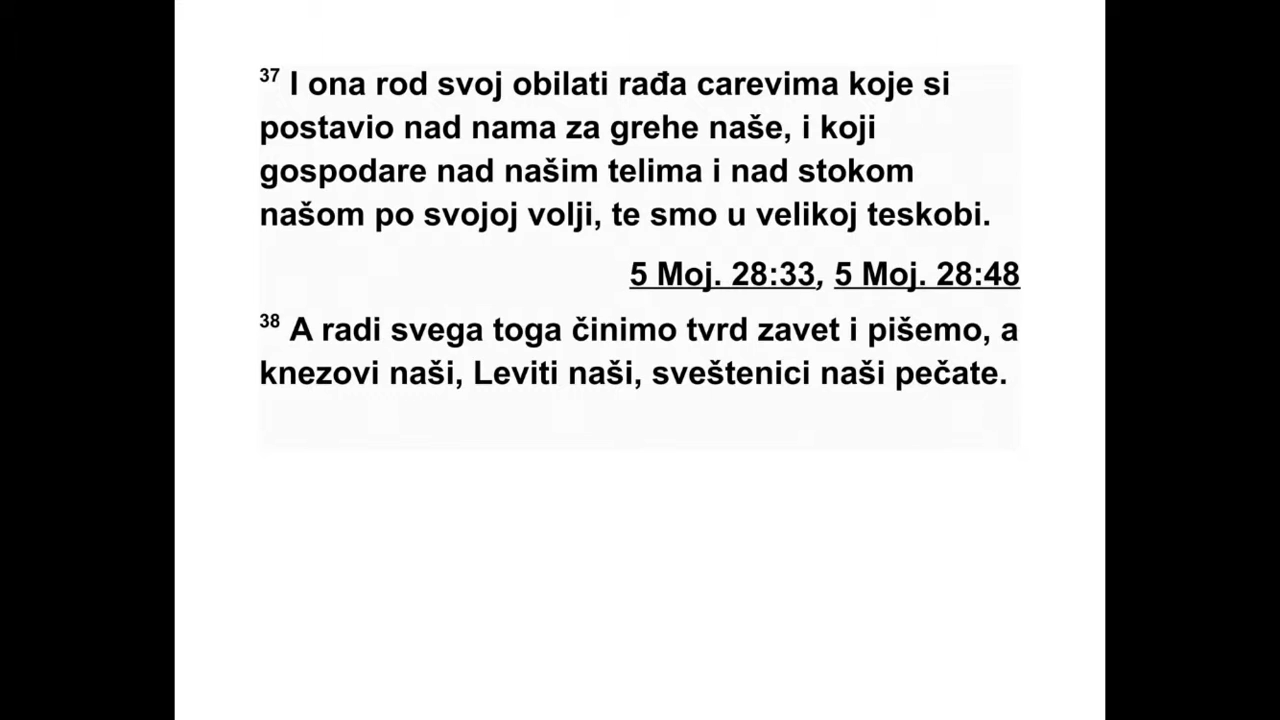 37 I ona rod svoj obilati rađa carevima koje si
postavio nad nama za grehe naše, i koji
gospodare nad našim telima i nad stokom
našom po svojoj volji, te smo u velikoj teskobi.
5 Moj. 28:33, 5 Moj. 28:48
38 A radi svega toga činimo tvrd zavet i pišemo, a
knezovi naši, Leviti naši, sveštenici naši pečate.